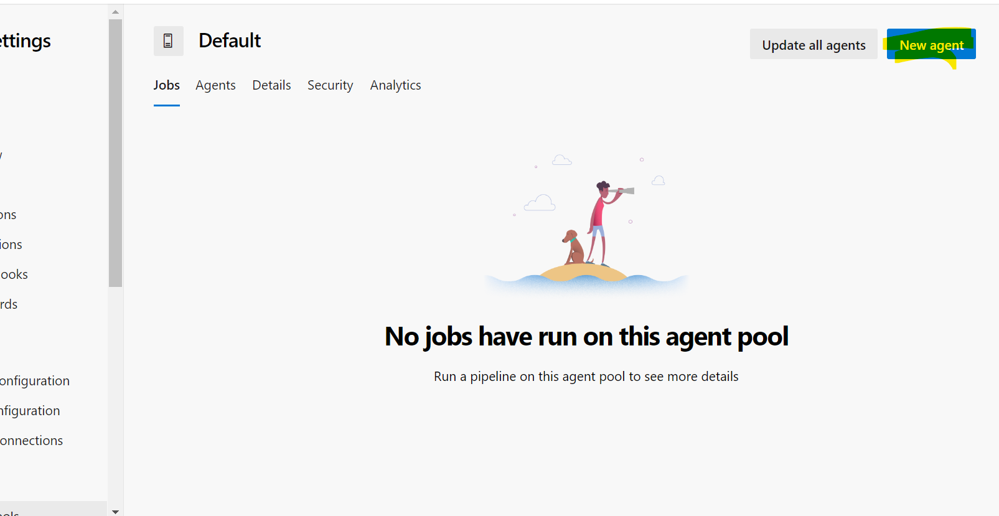 ettings
ons
ions
ooks
rds
onfiguration
nfiguration
onnections
Default
Update all agents
New agent
Jobs Agents Details Security Analytics
No jobs have run on this agent pool
Run a pipeline on this agent pool to see more details